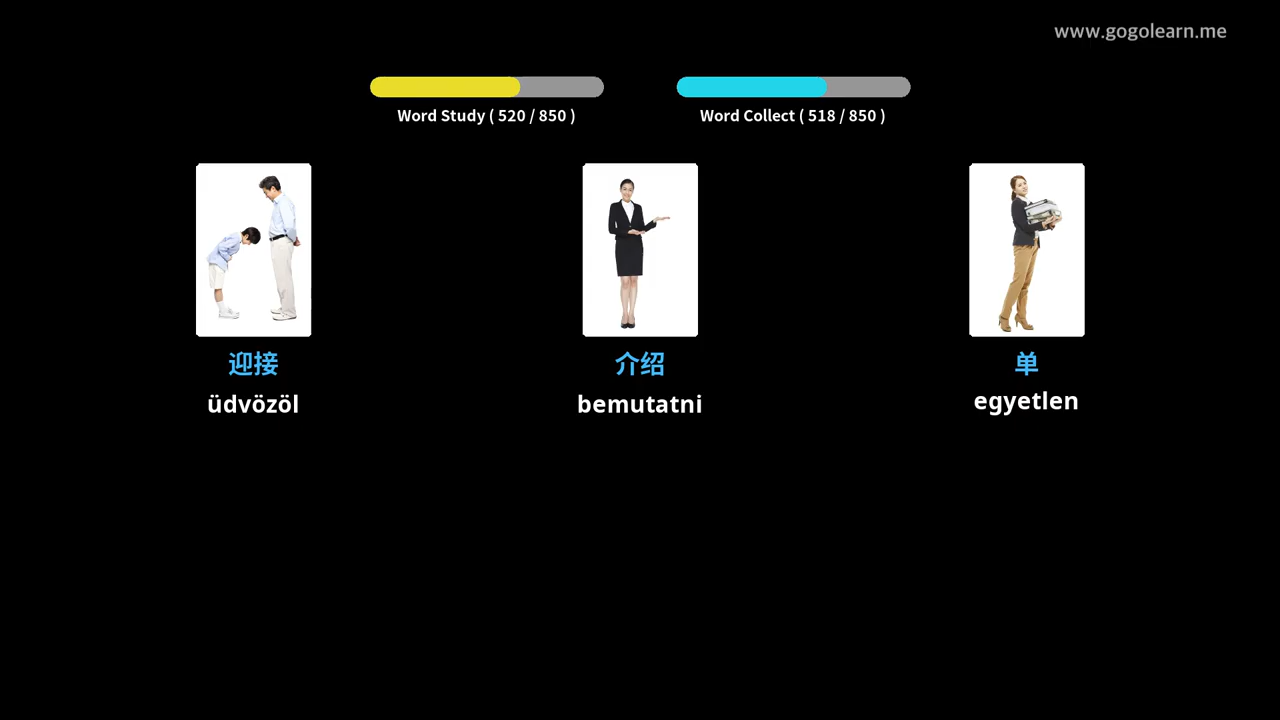 www.gogolearn.me
Word Study ( 520 / 850 )
Word Collect ( 518 / 850 )
迎接
介绍
单
üdvözöl
bemutatni
egyetlen